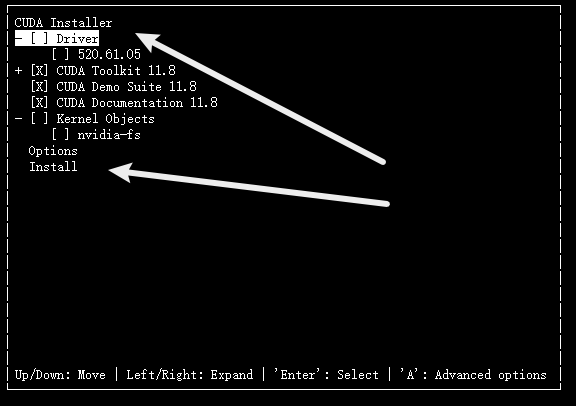 CUDA Installer
- [ ] Driver
[ ] 520.61.05
+ [X] CUDA Toolkit 11.8
[X] CUDA Demo Suite 11.8
[X] CUDA Documentation 11.8
- [ ] Kernel Objects
[ ] nvidia-fs
Options
Install
Up/Down: Move | Left/Right: Expand | 'Enter': Select | 'A': Advanced options